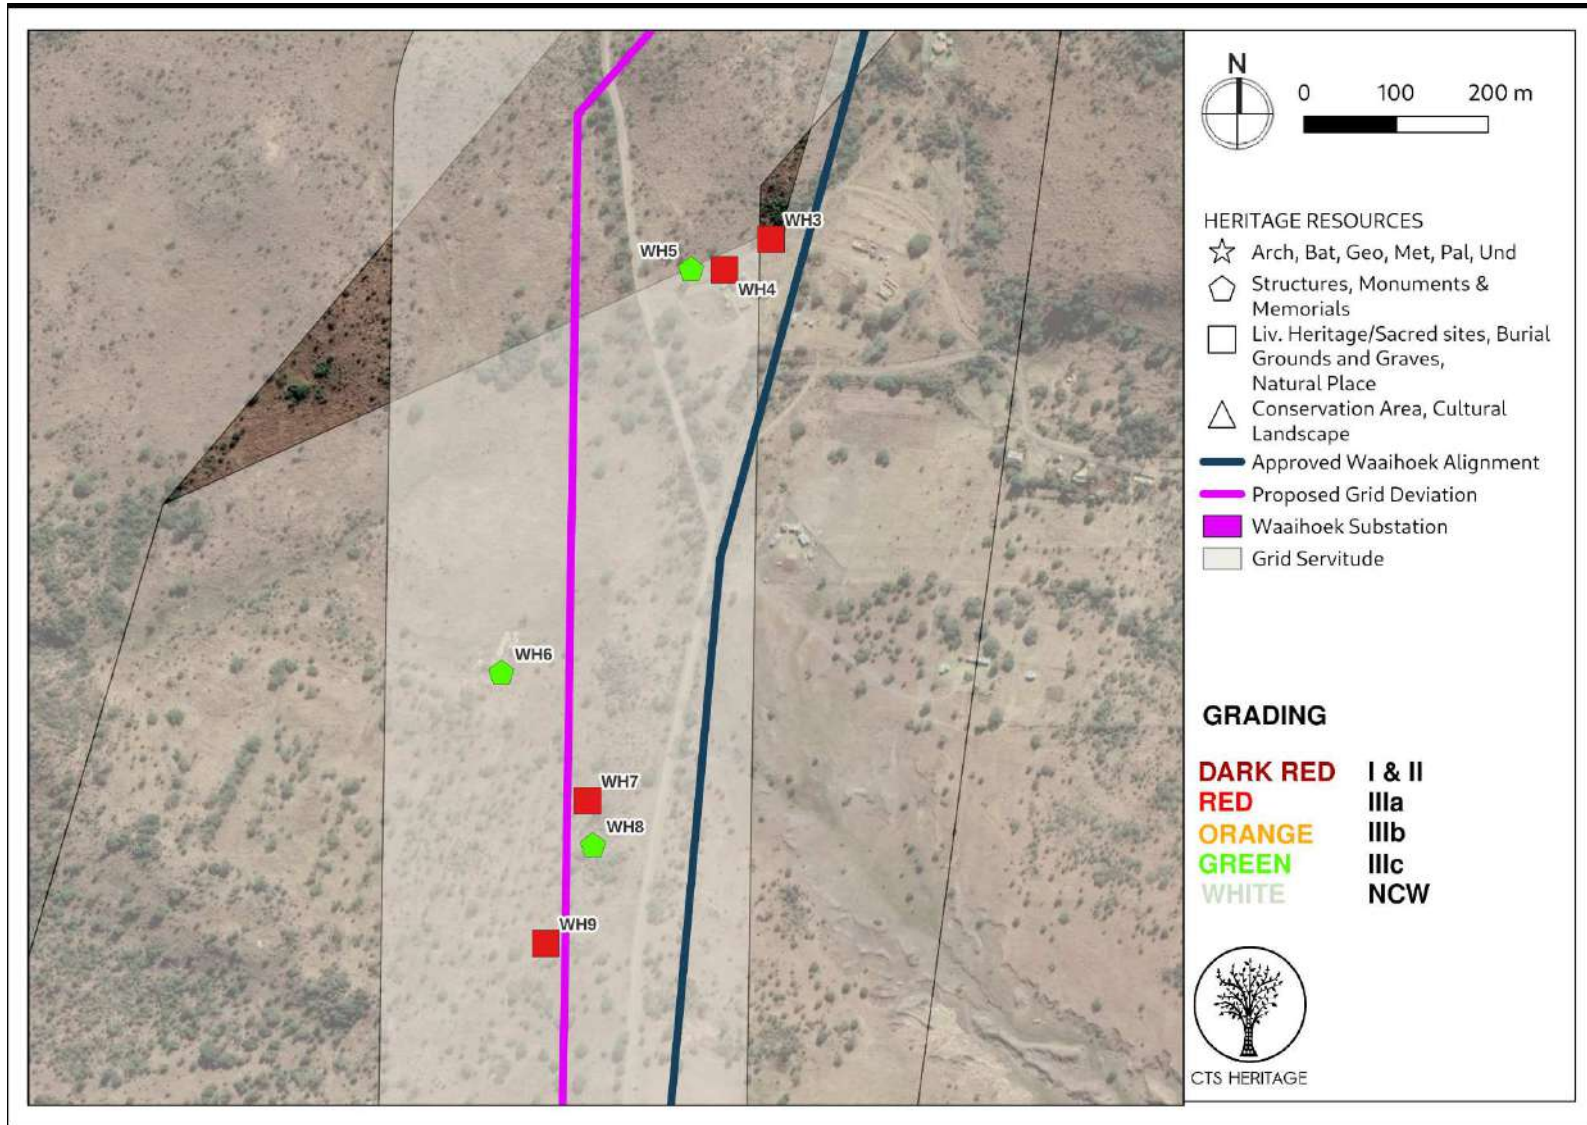 WH3
WH5
WH4
WH6
WH7
WH8
WH9
N
0 100 200 m
HERITAGE RESOURCES
Arch, Bat, Geo, Met, Pal, Und
Structures, Monuments &
Memorials
Liv. Heritage/Sacred sites, Burial
Grounds and Graves,
Natural Place
Conservation Area, Cultural
Landscape
Approved Waaihoek Alignment
Proposed Grid Deviation
Waaihoek Substation
Grid Servitude
GRADING
DARK RED I & II
RED IIIa
ORANGE IIIb
GREEN IIIc
WHITE NCW
CTS HERITAGE